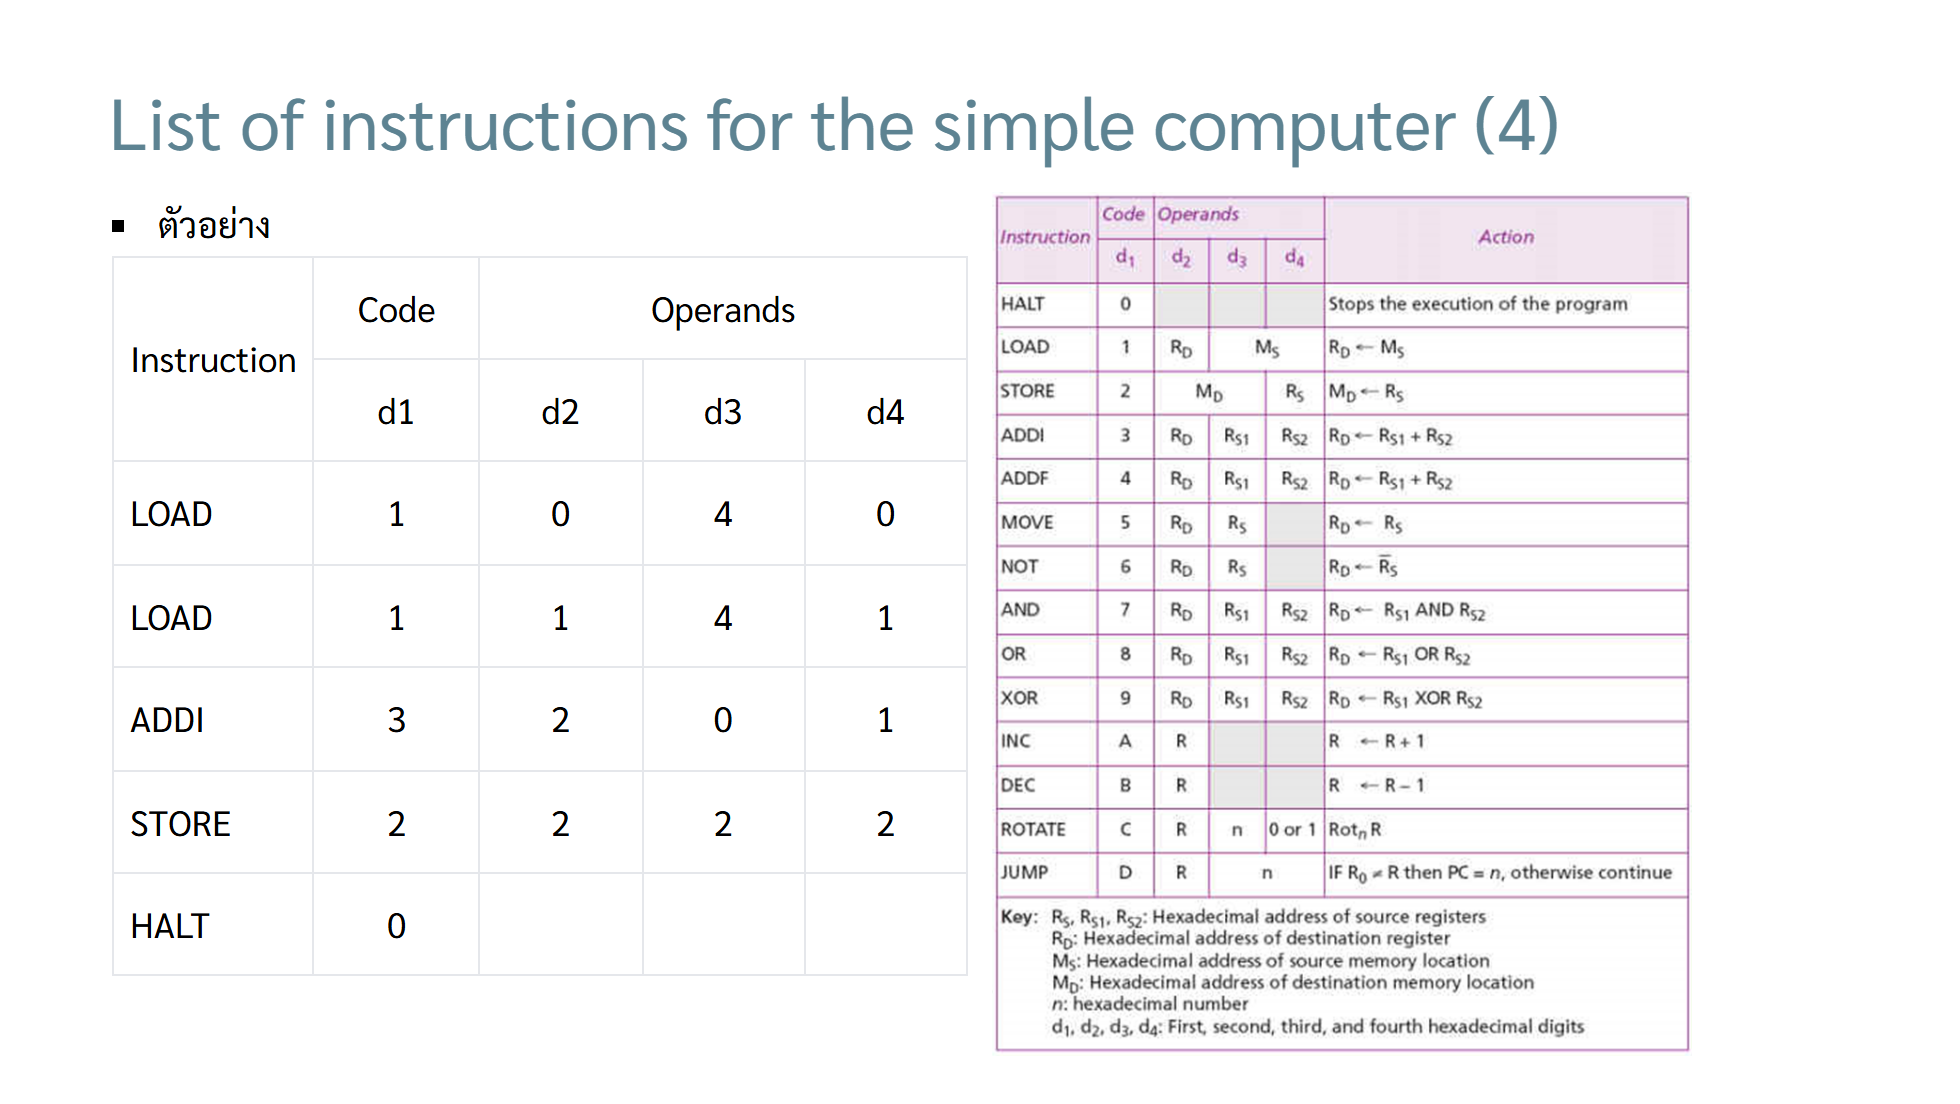 List of instructions for the simple computer (4)
▪ ตัวอย่าง
Instruction Code Operands
d1 d2 d3 d4
LOAD 1 0 4 0
LOAD 1 1 4 1
ADDI 3 2 0 1
STORE 2 2 2 2
HALT 0
Instruction Code Operands Action
d1 d2 d3 d4
HALT 0 Stops the execution of the program
LOAD 1 RD MS RD ← MS
STORE 2 MD RS MD ← RS
ADDI 3 RD RS1 RS2 RD ← RS1 + RS2
ADDF 4 RD RS1 RS2 RD ← RS1 + RS2
MOVE 5 RD RS RD ← RS
NOT 6 RD RS RD ← R̅S
AND 7 RD RS1 RS2 RD ← RS1 AND RS2
OR 8 RD RS1 RS2 RD ← RS1 OR RS2
XOR 9 RD RS1 RS2 RD ← RS1 XOR RS2
INC A R R ← R + 1
DEC B R R ← R – 1
ROTATE C R n 0 or 1 Rotn R
JUMP D R n IF R0 ≠ R then PC = n, otherwise continue
Key: RS, RS1, RS2: Hexadecimal address of source registers
RD: Hexadecimal address of destination register
MS: Hexadecimal address of source memory location
MD: Hexadecimal address of destination memory location
n: hexadecimal number
d1, d2, d3, d4: First, second, third, and fourth hexadecimal digits